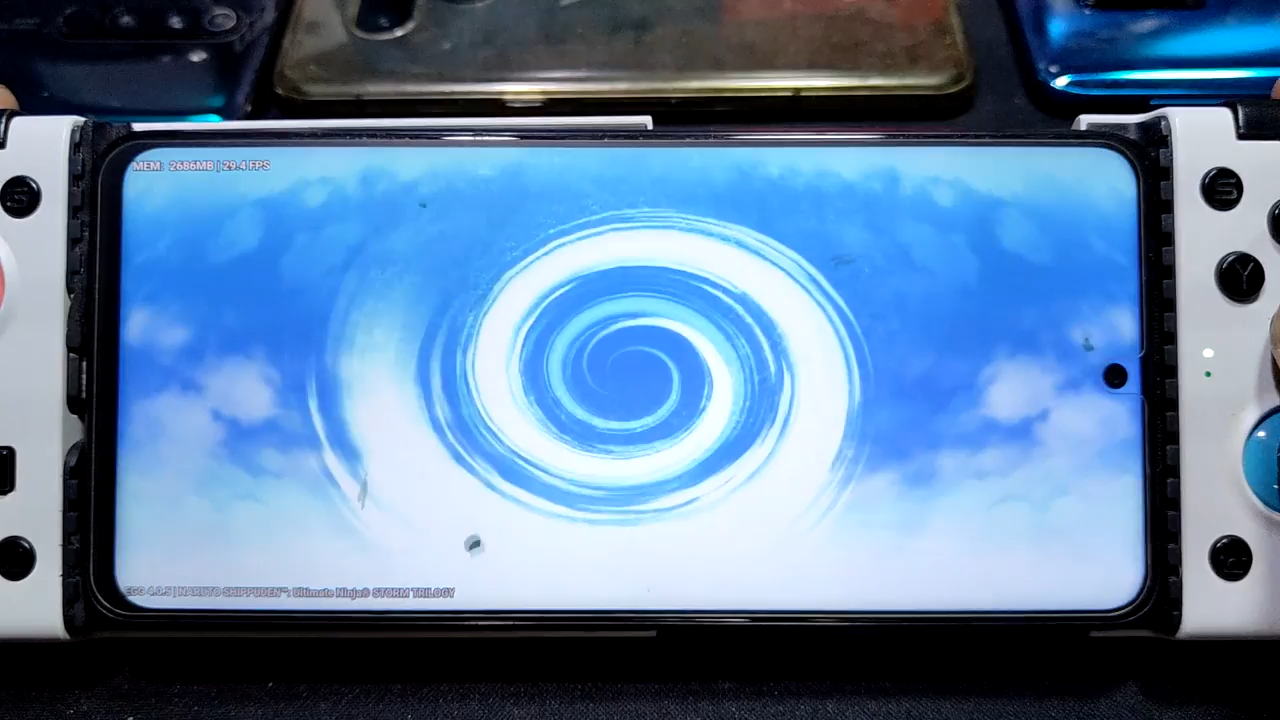 MEM: 2686MB | 29.4 FPS
S
S
Y
EGG 4.0.5 | NARUTO SHIPPUDEN™: Ultimate Ninja® STORM TRILOGY